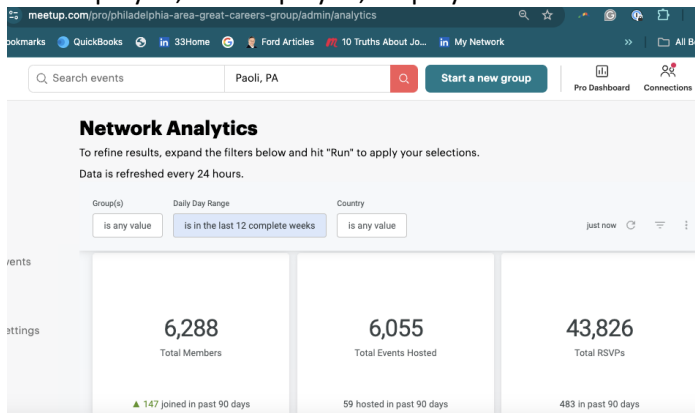 meetup.com/pro/philadelphia-area-great-careers-group/admin/analytics
ookmarks QuickBooks 33Home Ford Articles 10 Truths About Jo... My Network >> All B
Search events Paoli, PA Start a new group Pro Dashboard Connections
Network Analytics
To refine results, expand the filters below and hit "Run" to apply your selections.
Data is refreshed every 24 hours.
Group(s) Daily Day Range Country
is any value is in the last 12 complete weeks is any value just now
vents
ettings
6,288 6,055 43,826
Total Members Total Events Hosted Total RSVPs
▲ 147 joined in past 90 days 59 hosted in past 90 days 483 in past 90 days